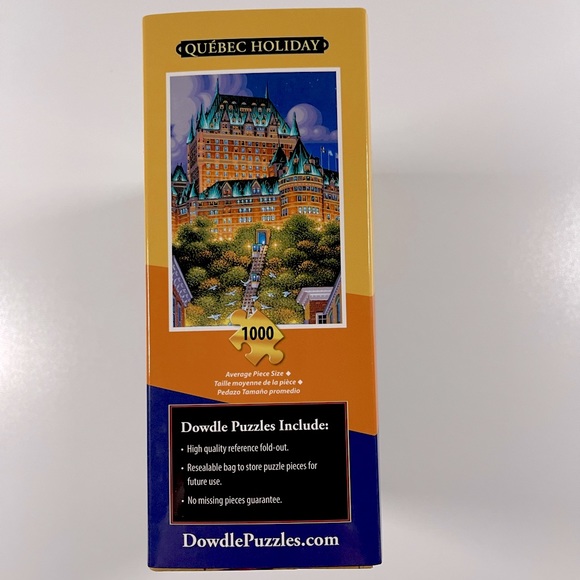 QUÉBEC HOLIDAY
1000
Average Piece Size ◆
Taille moyenne de la pièce ◆
Pedazo Tamaño promedio
Dowdle Puzzles Include:
• High quality reference fold-out.
• Resealable bag to store puzzle pieces for
future use.
• No missing pieces guarantee.
DowdlePuzzles.com